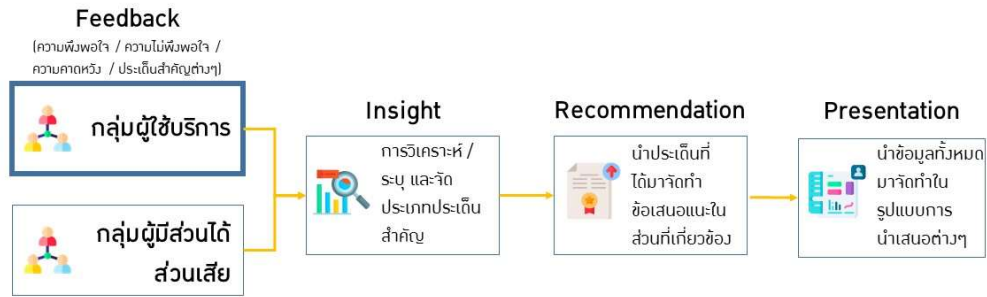 Feedback
(ความพึงพอใจ / ความไม่พึงพอใจ /
ความคาดหวัง / ประเด็นสำคัญต่างๆ)
กลุ่มผู้ใช้บริการ
กลุ่มผู้มีส่วนได้
ส่วนเสีย
Insight
การวิเคราะห์ /
ระบุ และจัด
ประเภทประเด็น
สำคัญ
Recommendation
นำประเด็นที่
ได้มาจัดทำ
ข้อเสนอแนะใน
ส่วนที่เกี่ยวข้อง
Presentation
นำข้อมูลทั้งหมด
มาจัดทำใน
รูปแบบการ
นำเสนอต่างๆ